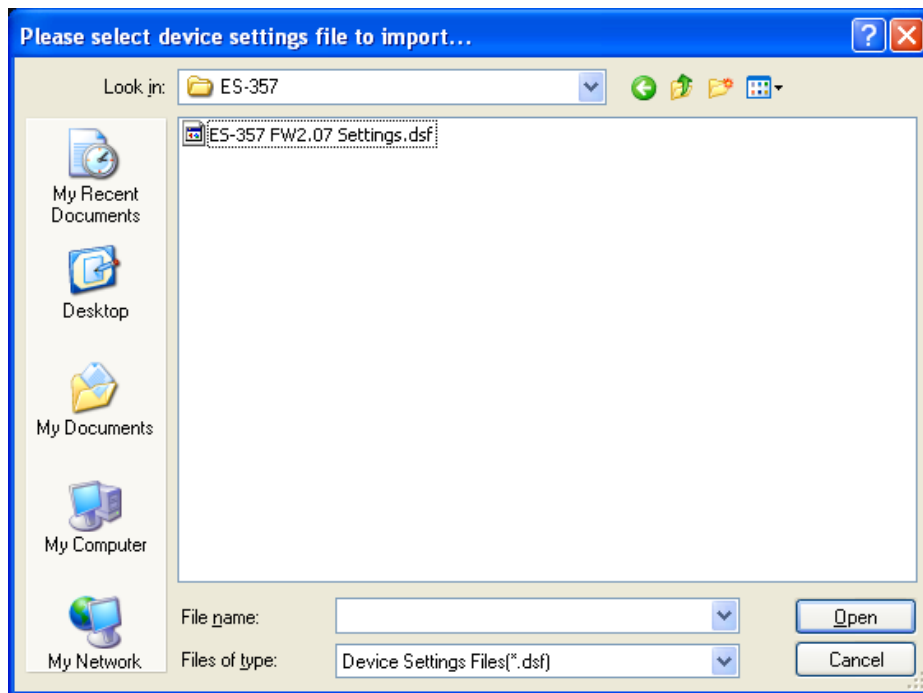 Please select device settings file to import...
Look in:
ES-357
ES-357 FW2.07 Settings.dsf
My Recent
Documents
Desktop
My Documents
My Computer
My Network
File name:
Open
Files of type:
Device Settings Files(*.dsf)
Cancel